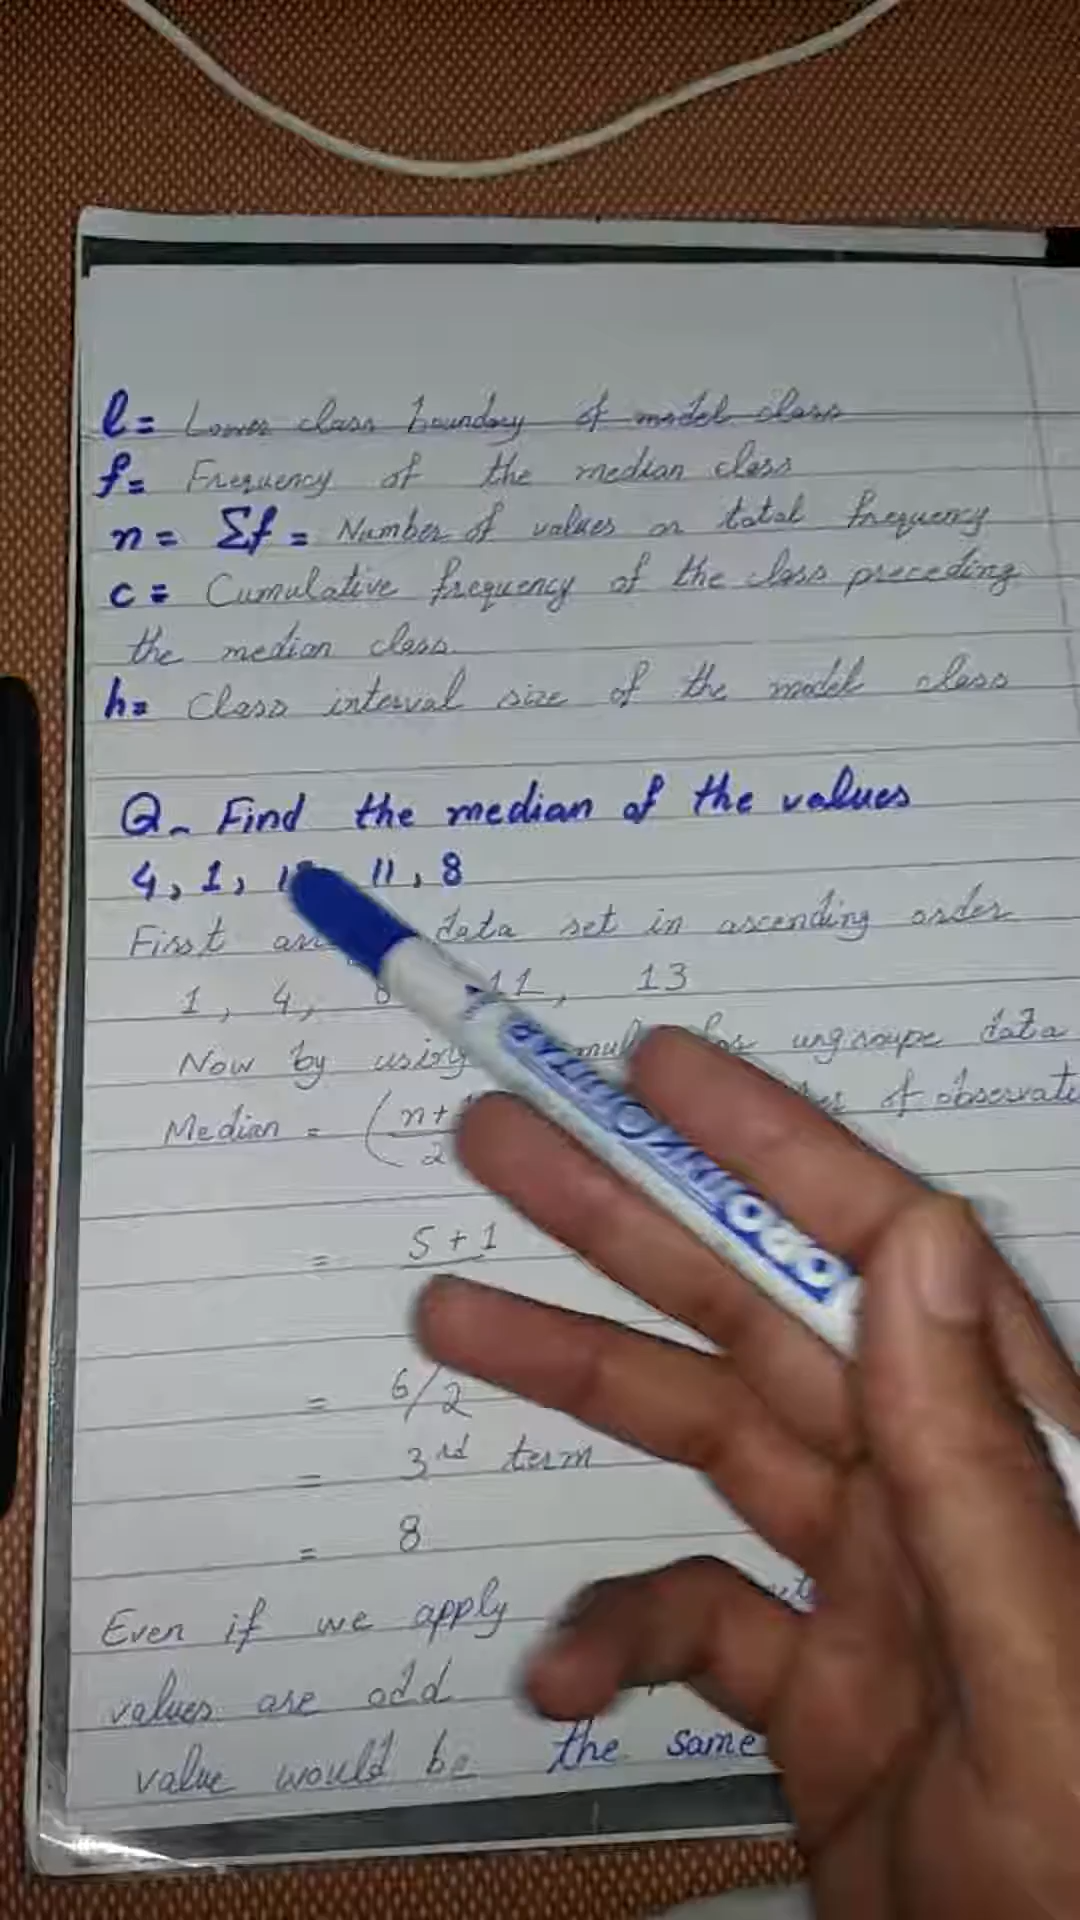 l = Lower class boundary of model class
f = Frequency of the median class
n = Σf = Number of values or total frequency
c = Cumulative frequency of the class preceding
the median class
h = Class interval size of the model class
Q. Find the median of the values
4, 1, 11, 8
First data set in ascending order
1, 4, 8 11, 13
Now by using for ungroupe data
Median = (n+ / 2 of observati
= 5 + 1
= 6/2
= 3rd term
= 8
Even if we apply
values are odd
value would be the same